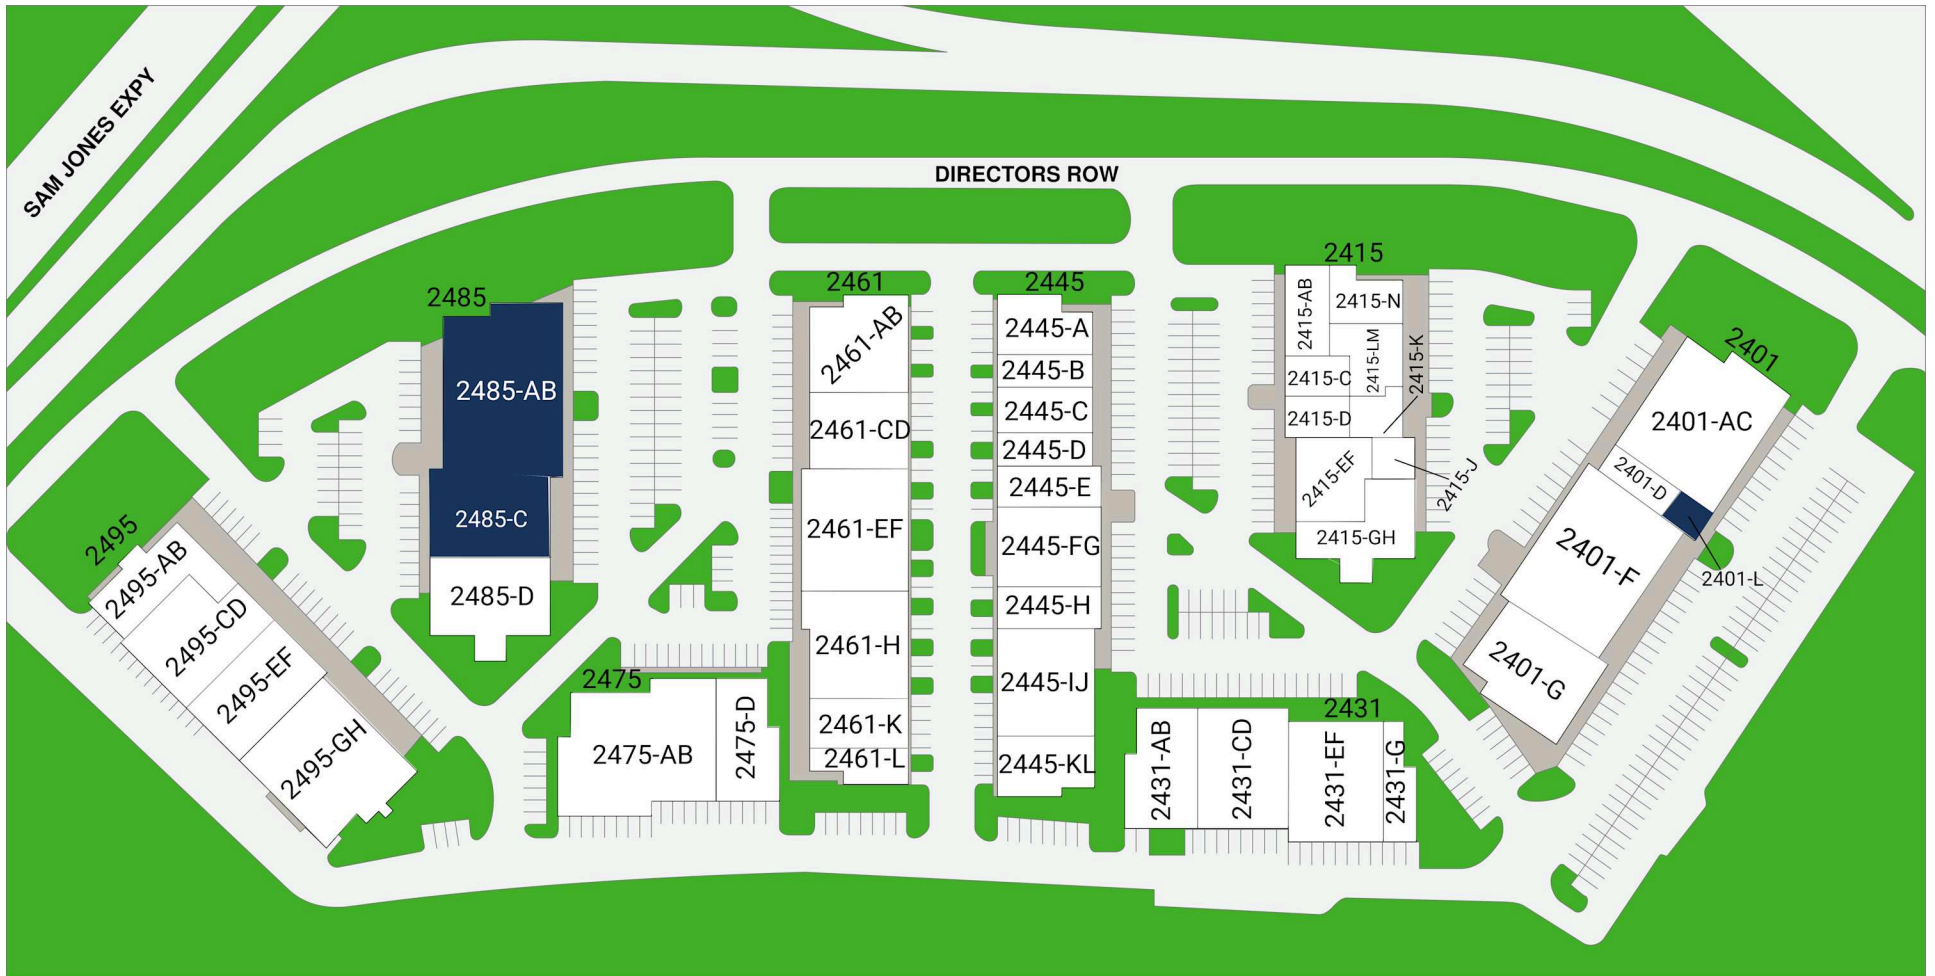 SAM JONES EXPY
DIRECTORS ROW
2495
2495-AB
2495-CD
2495-EF
2495-GH
2485
2485-AB
2485-C
2485-D
2475
2475-AB
2475-D
2461
2461-AB
2461-CD
2461-EF
2461-H
2461-K
2461-L
2445
2445-A
2445-B
2445-C
2445-D
2445-E
2445-FG
2445-H
2445-IJ
2445-KL
2415
2415-AB
2415-N
2415-LM
2415-K
2415-C
2415-D
2415-EF
2415-J
2415-GH
2431
2431-AB
2431-CD
2431-EF
2431-G
2401
2401-AC
2401-D
2401-L
2401-F
2401-G